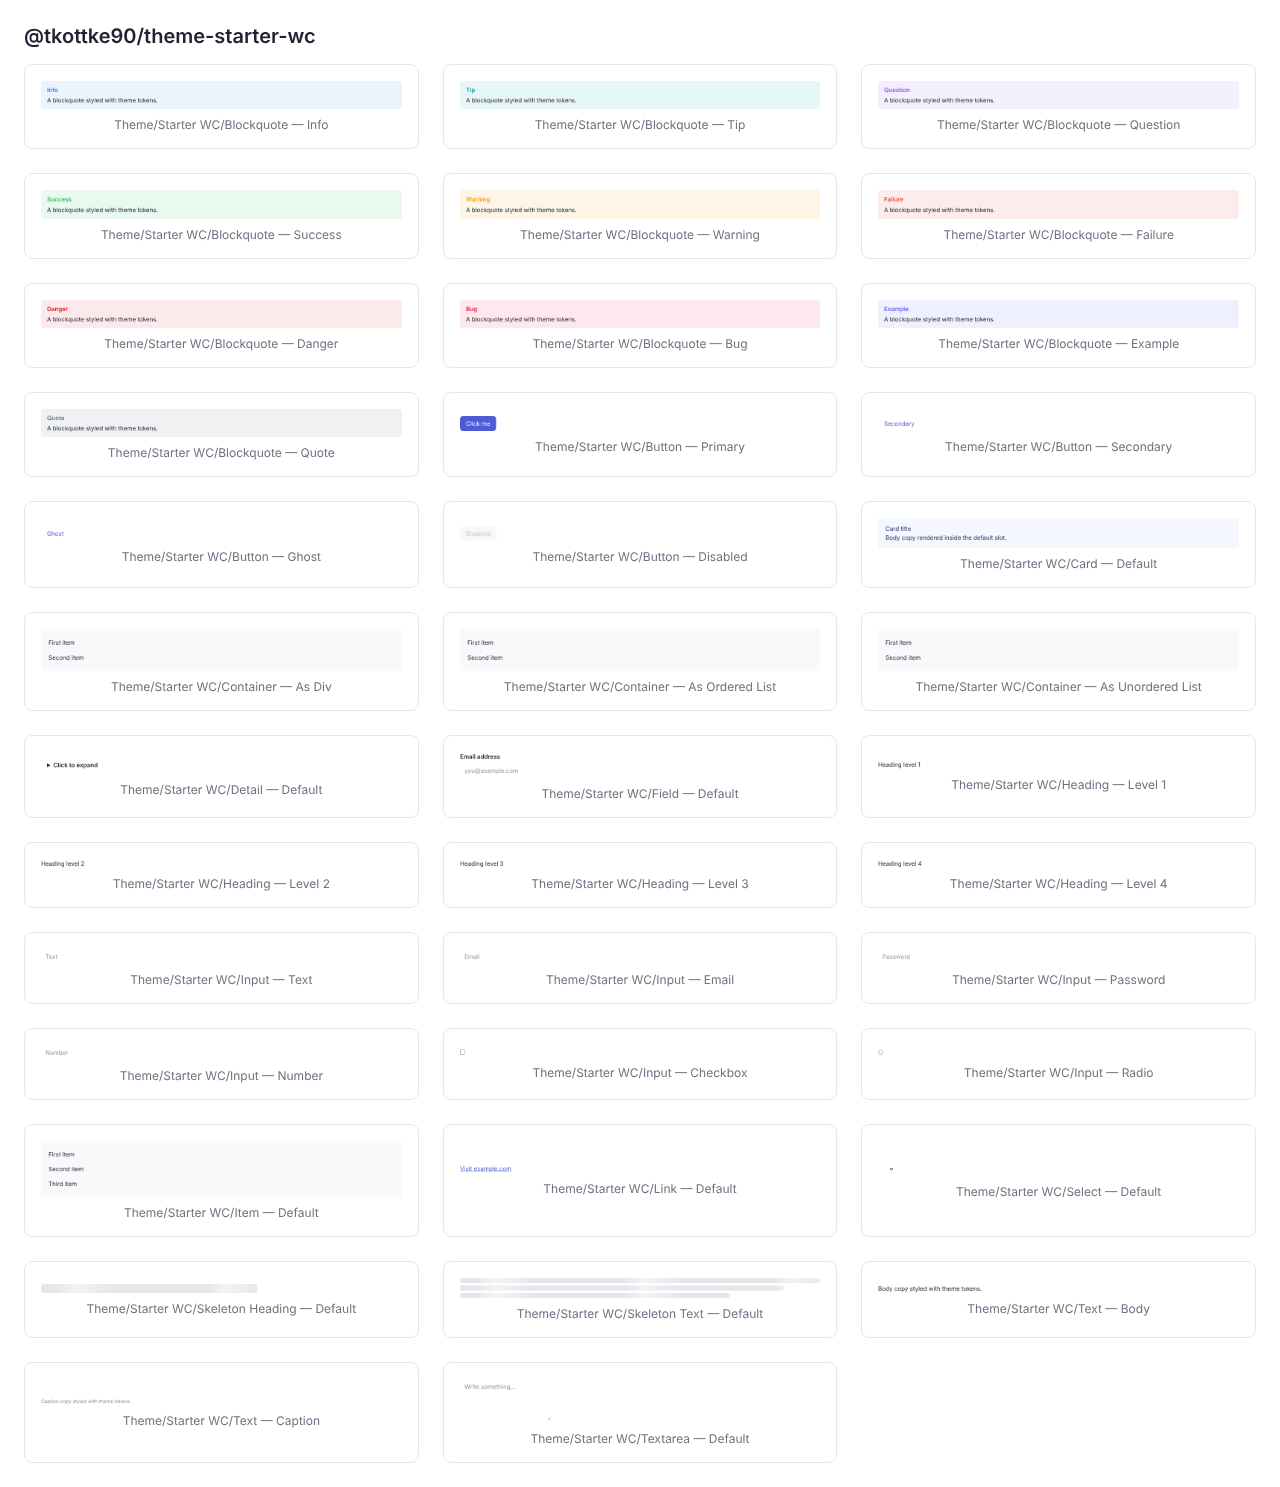 @tkottke90/theme-starter-wc
Info
A blockquote styled with theme tokens.
Theme/Starter WC/Blockquote — Info
Tip
A blockquote styled with theme tokens.
Theme/Starter WC/Blockquote — Tip
Question
A blockquote styled with theme tokens.
Theme/Starter WC/Blockquote — Question
Success
A blockquote styled with theme tokens.
Theme/Starter WC/Blockquote — Success
Warning
A blockquote styled with theme tokens.
Theme/Starter WC/Blockquote — Warning
Failure
A blockquote styled with theme tokens.
Theme/Starter WC/Blockquote — Failure
Danger
A blockquote styled with theme tokens.
Theme/Starter WC/Blockquote — Danger
Bug
A blockquote styled with theme tokens.
Theme/Starter WC/Blockquote — Bug
Example
A blockquote styled with theme tokens.
Theme/Starter WC/Blockquote — Example
Quote
A blockquote styled with theme tokens.
Theme/Starter WC/Blockquote — Quote
Click me
Theme/Starter WC/Button — Primary
Secondary
Theme/Starter WC/Button — Secondary
Ghost
Theme/Starter WC/Button — Ghost
Disabled
Theme/Starter WC/Button — Disabled
Card title
Body copy rendered inside the default slot.
Theme/Starter WC/Card — Default
First item
Second item
Theme/Starter WC/Container — As Div
First item
Second item
Theme/Starter WC/Container — As Ordered List
First item
Second item
Theme/Starter WC/Container — As Unordered List
Click to expand
Theme/Starter WC/Detail — Default
Email address
you@example.com
Theme/Starter WC/Field — Default
Heading level 1
Theme/Starter WC/Heading — Level 1
Heading level 2
Theme/Starter WC/Heading — Level 2
Heading level 3
Theme/Starter WC/Heading — Level 3
Heading level 4
Theme/Starter WC/Heading — Level 4
Text
Theme/Starter WC/Input — Text
Email
Theme/Starter WC/Input — Email
Password
Theme/Starter WC/Input — Password
Number
Theme/Starter WC/Input — Number
Theme/Starter WC/Input — Checkbox
Theme/Starter WC/Input — Radio
First item
Second item
Third item
Theme/Starter WC/Item — Default
Visit example.com
Theme/Starter WC/Link — Default
Theme/Starter WC/Select — Default
Theme/Starter WC/Skeleton Heading — Default
Theme/Starter WC/Skeleton Text — Default
Body copy styled with theme tokens.
Theme/Starter WC/Text — Body
Caption copy styled with theme tokens.
Theme/Starter WC/Text — Caption
Write something...
Theme/Starter WC/Textarea — Default